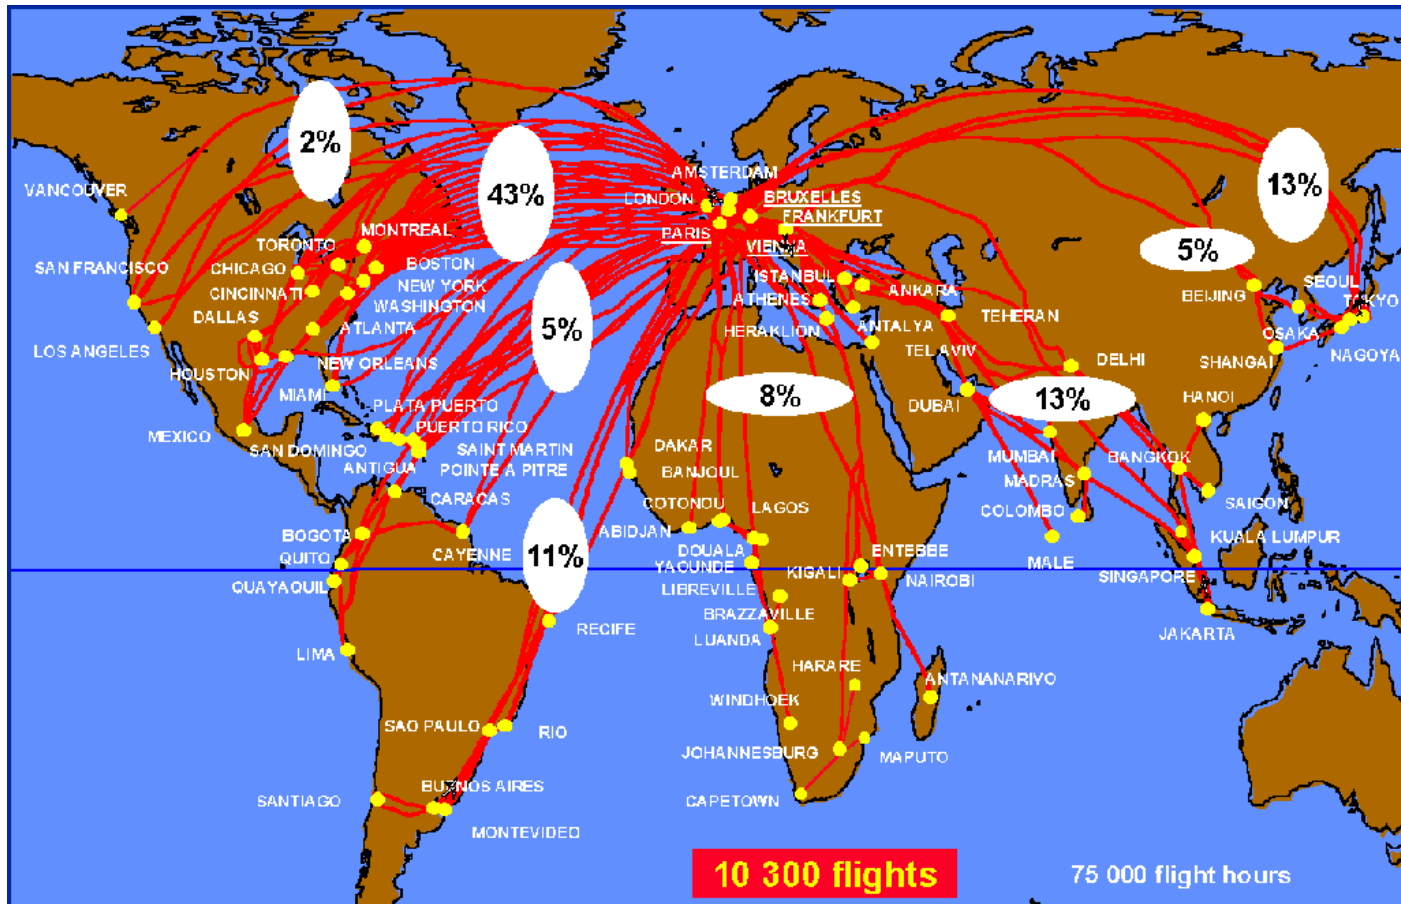 2%
43%
13%
AMSTERDAM
VANCOUVER
LONDON
BRUXELLES
FRANKFURT
MONTREAL
PARIS
VIENNA
TORONTO
5%
SAN FRANCISCO
CHICAGO
BOSTON
ISTANBUL
SEOUL
CINCINNATI
NEW YORK
ATHENES
ANKARA
BEIJING
TOKYO
WASHINGTON
DALLAS
ATLANTA
5%
HERAKLION
ANTALYA
TEHERAN
OSAKA
LOS ANGELES
TEL AVIV
SHANGAI
NAGOYA
HOUSTON
NEW ORLEANS
DELHI
MIAMI
8%
13%
DUBAI
HANOI
PLATA PUERTO
MEXICO
PUERTO RICO
SAN DOMINGO
SAINT MARTIN
DAKAR
MUMBAI
BANGKOK
ANTIGUA
POINTE A PITRE
BANJOUL
MADRAS
CARACAS
COTONOU
LAGOS
COLOMBO
SAIGON
BOGOTA
CAYENNE
11%
ABIDJAN
DOUALA
ENTEBBE
KUALA LUMPUR
QUITO
YAOUNDE
KIGALI
NAIROBI
MALE
SINGAPORE
QUAYAQUIL
LIBREVILLE
BRAZZAVILLE
RECIFE
LUANDA
JAKARTA
LIMA
HARARE
ANTANANARIVO
WINDHOEK
SAO PAULO
RIO
JOHANNESBURG
MAPUTO
BUENOS AIRES
SANTIAGO
CAPETOWN
MONTEVIDEO
10 300 flights
75 000 flight hours